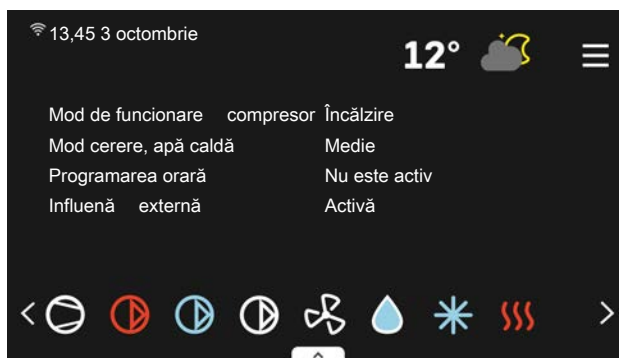 13,45 3 octombrie
12°
Mod de funcionare compresor Încălzire
Mod cerere, apă caldă Medie
Programarea orară Nu este activ
Influenă externă Activă